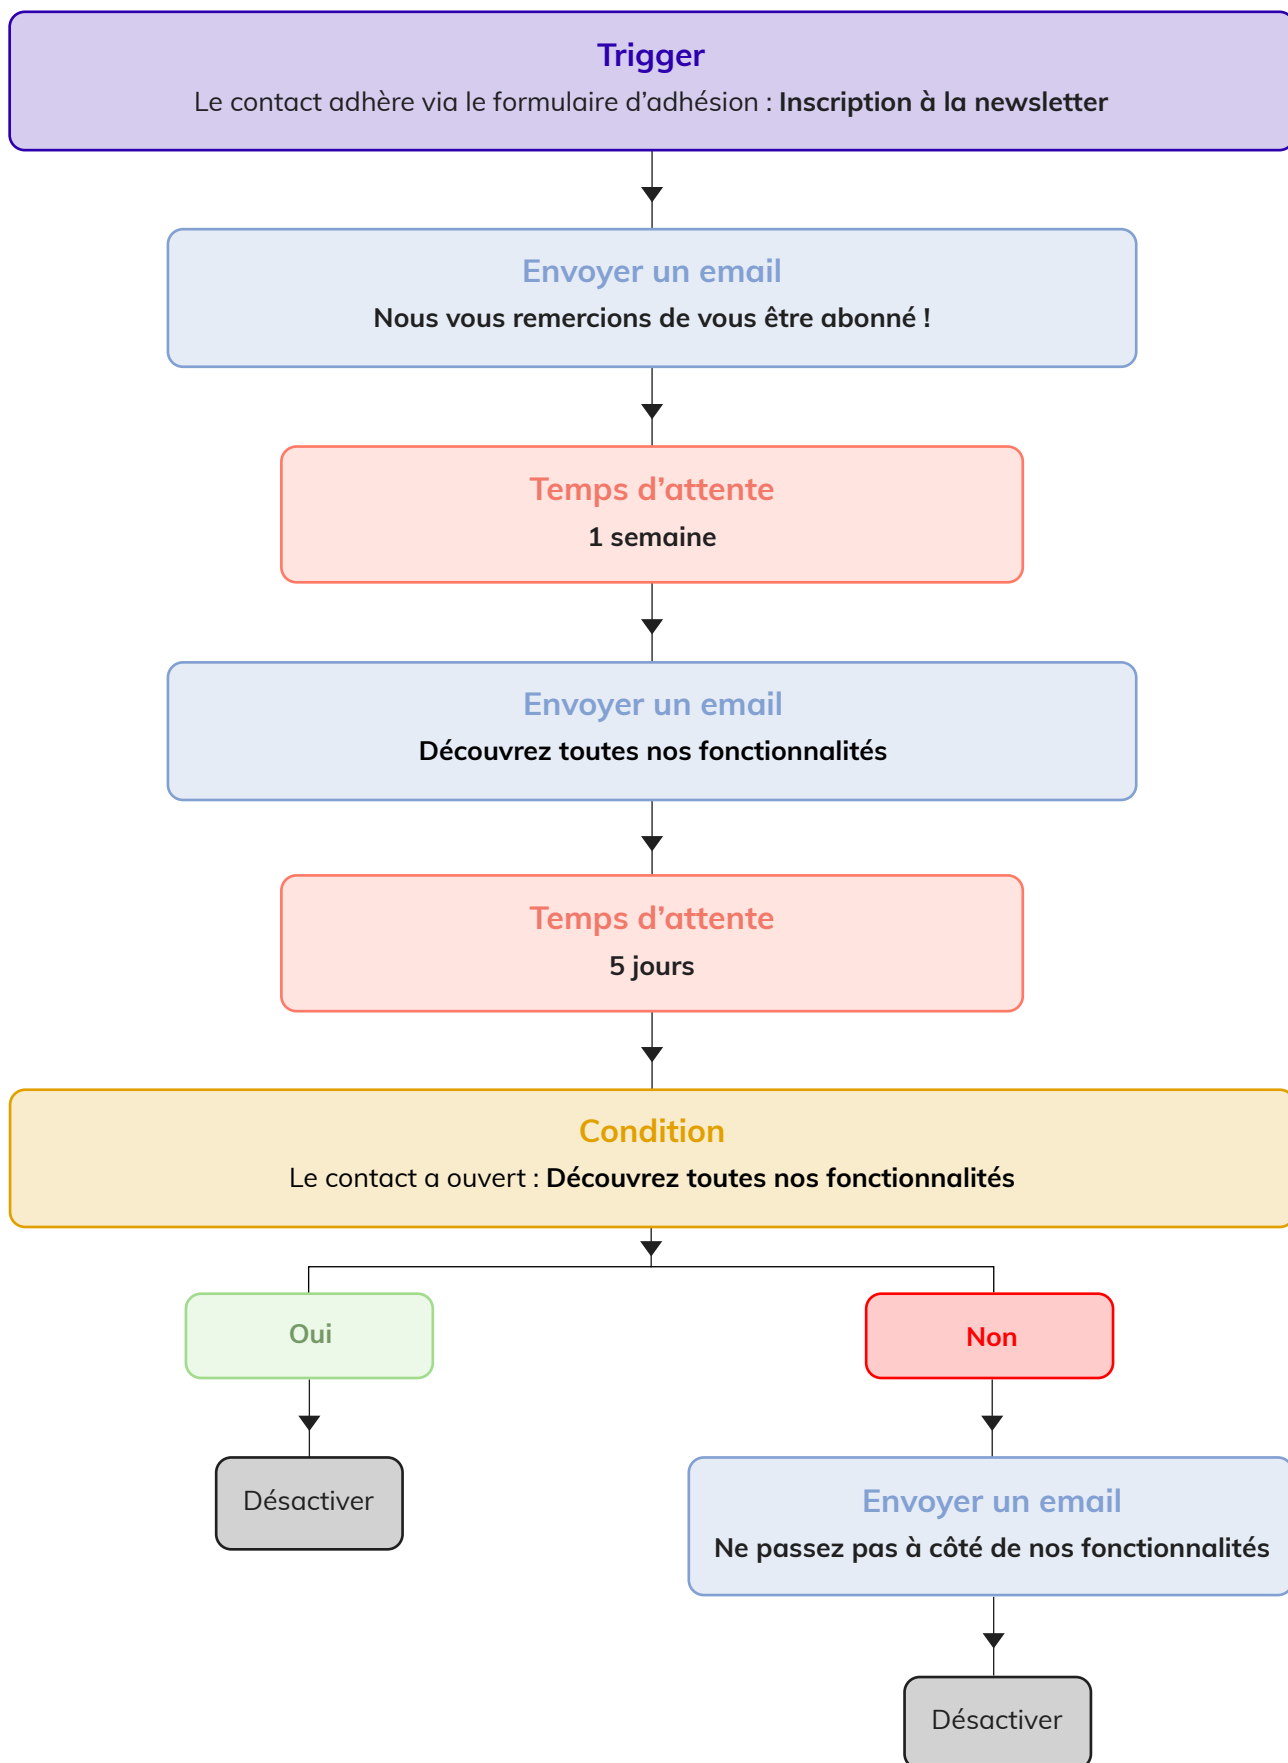 Trigger
Le contact adhère via le formulaire d’adhésion : Inscription à la newsletter
Envoyer un email
Nous vous remercions de vous être abonné !
Temps d’attente
1 semaine
Envoyer un email
Découvrez toutes nos fonctionnalités
Temps d’attente
5 jours
Condition
Le contact a ouvert : Découvrez toutes nos fonctionnalités
Oui
Non
Désactiver
Envoyer un email
Ne passez pas à côté de nos fonctionnalités
Désactiver